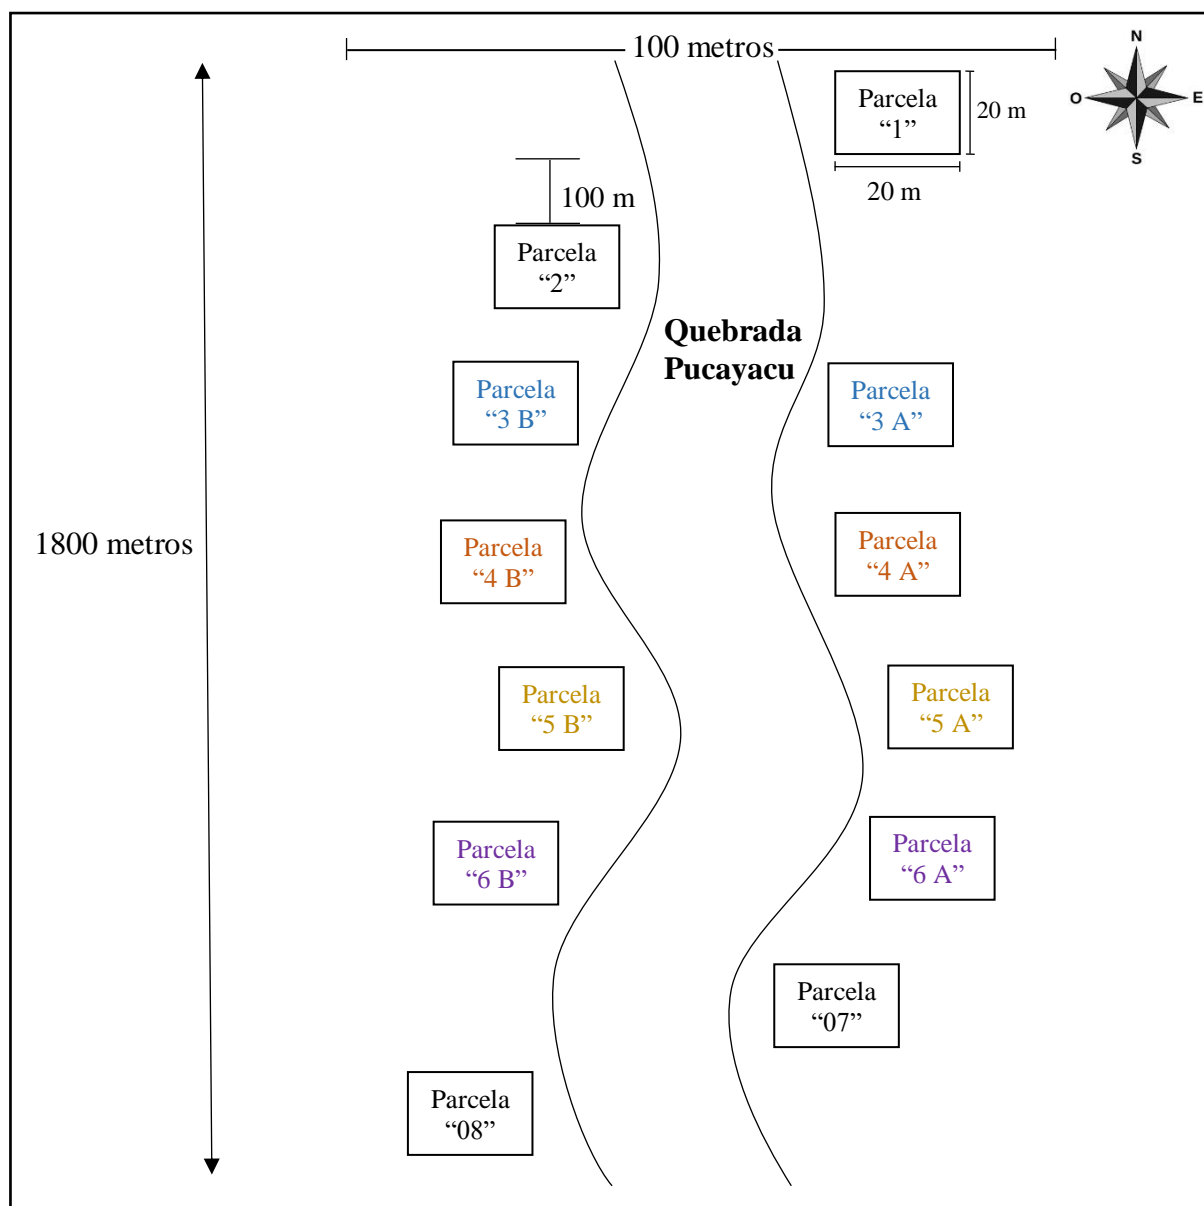 100 metros
N
O
E
S
Parcela
“1”
20 m
20 m
100 m
Parcela
“2”
Quebrada
Pucayacu
Parcela
“3 B”
Parcela
“3 A”
1800 metros
Parcela
“4 B”
Parcela
“4 A”
Parcela
“5 B”
Parcela
“5 A”
Parcela
“6 B”
Parcela
“6 A”
Parcela
“07”
Parcela
“08”